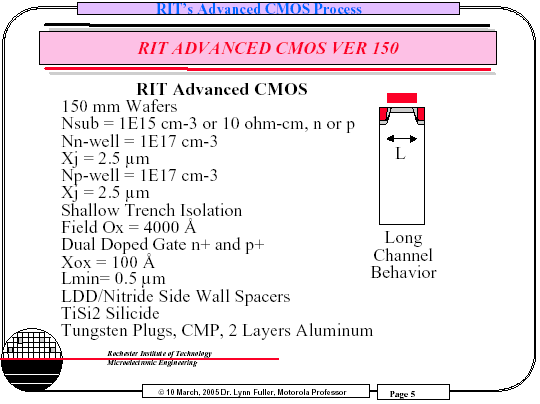 RIT's Advanced CMOS Process
RIT ADVANCED CMOS VER 150
RIT Advanced CMOS
150 mm Wafers
Nsub = 1E15 cm-3 or 10 ohm-cm, n or p
Nn-well = 1E17 cm-3
Xj = 2.5 µm
Np-well = 1E17 cm-3
Xj = 2.5 µm
Shallow Trench Isolation
Field Ox = 4000 Å
Dual Doped Gate n+ and p+
Xox = 100 Å
Lmin= 0.5 µm
LDD/Nitride Side Wall Spacers
TiSi2 Silicide
Tungsten Plugs, CMP, 2 Layers Aluminum
L
Long
Channel
Behavior
Rochester Institute of Technology
Microelectronic Engineering
© 10 March, 2005 Dr. Lynn Fuller, Motorola Professor
Page 5